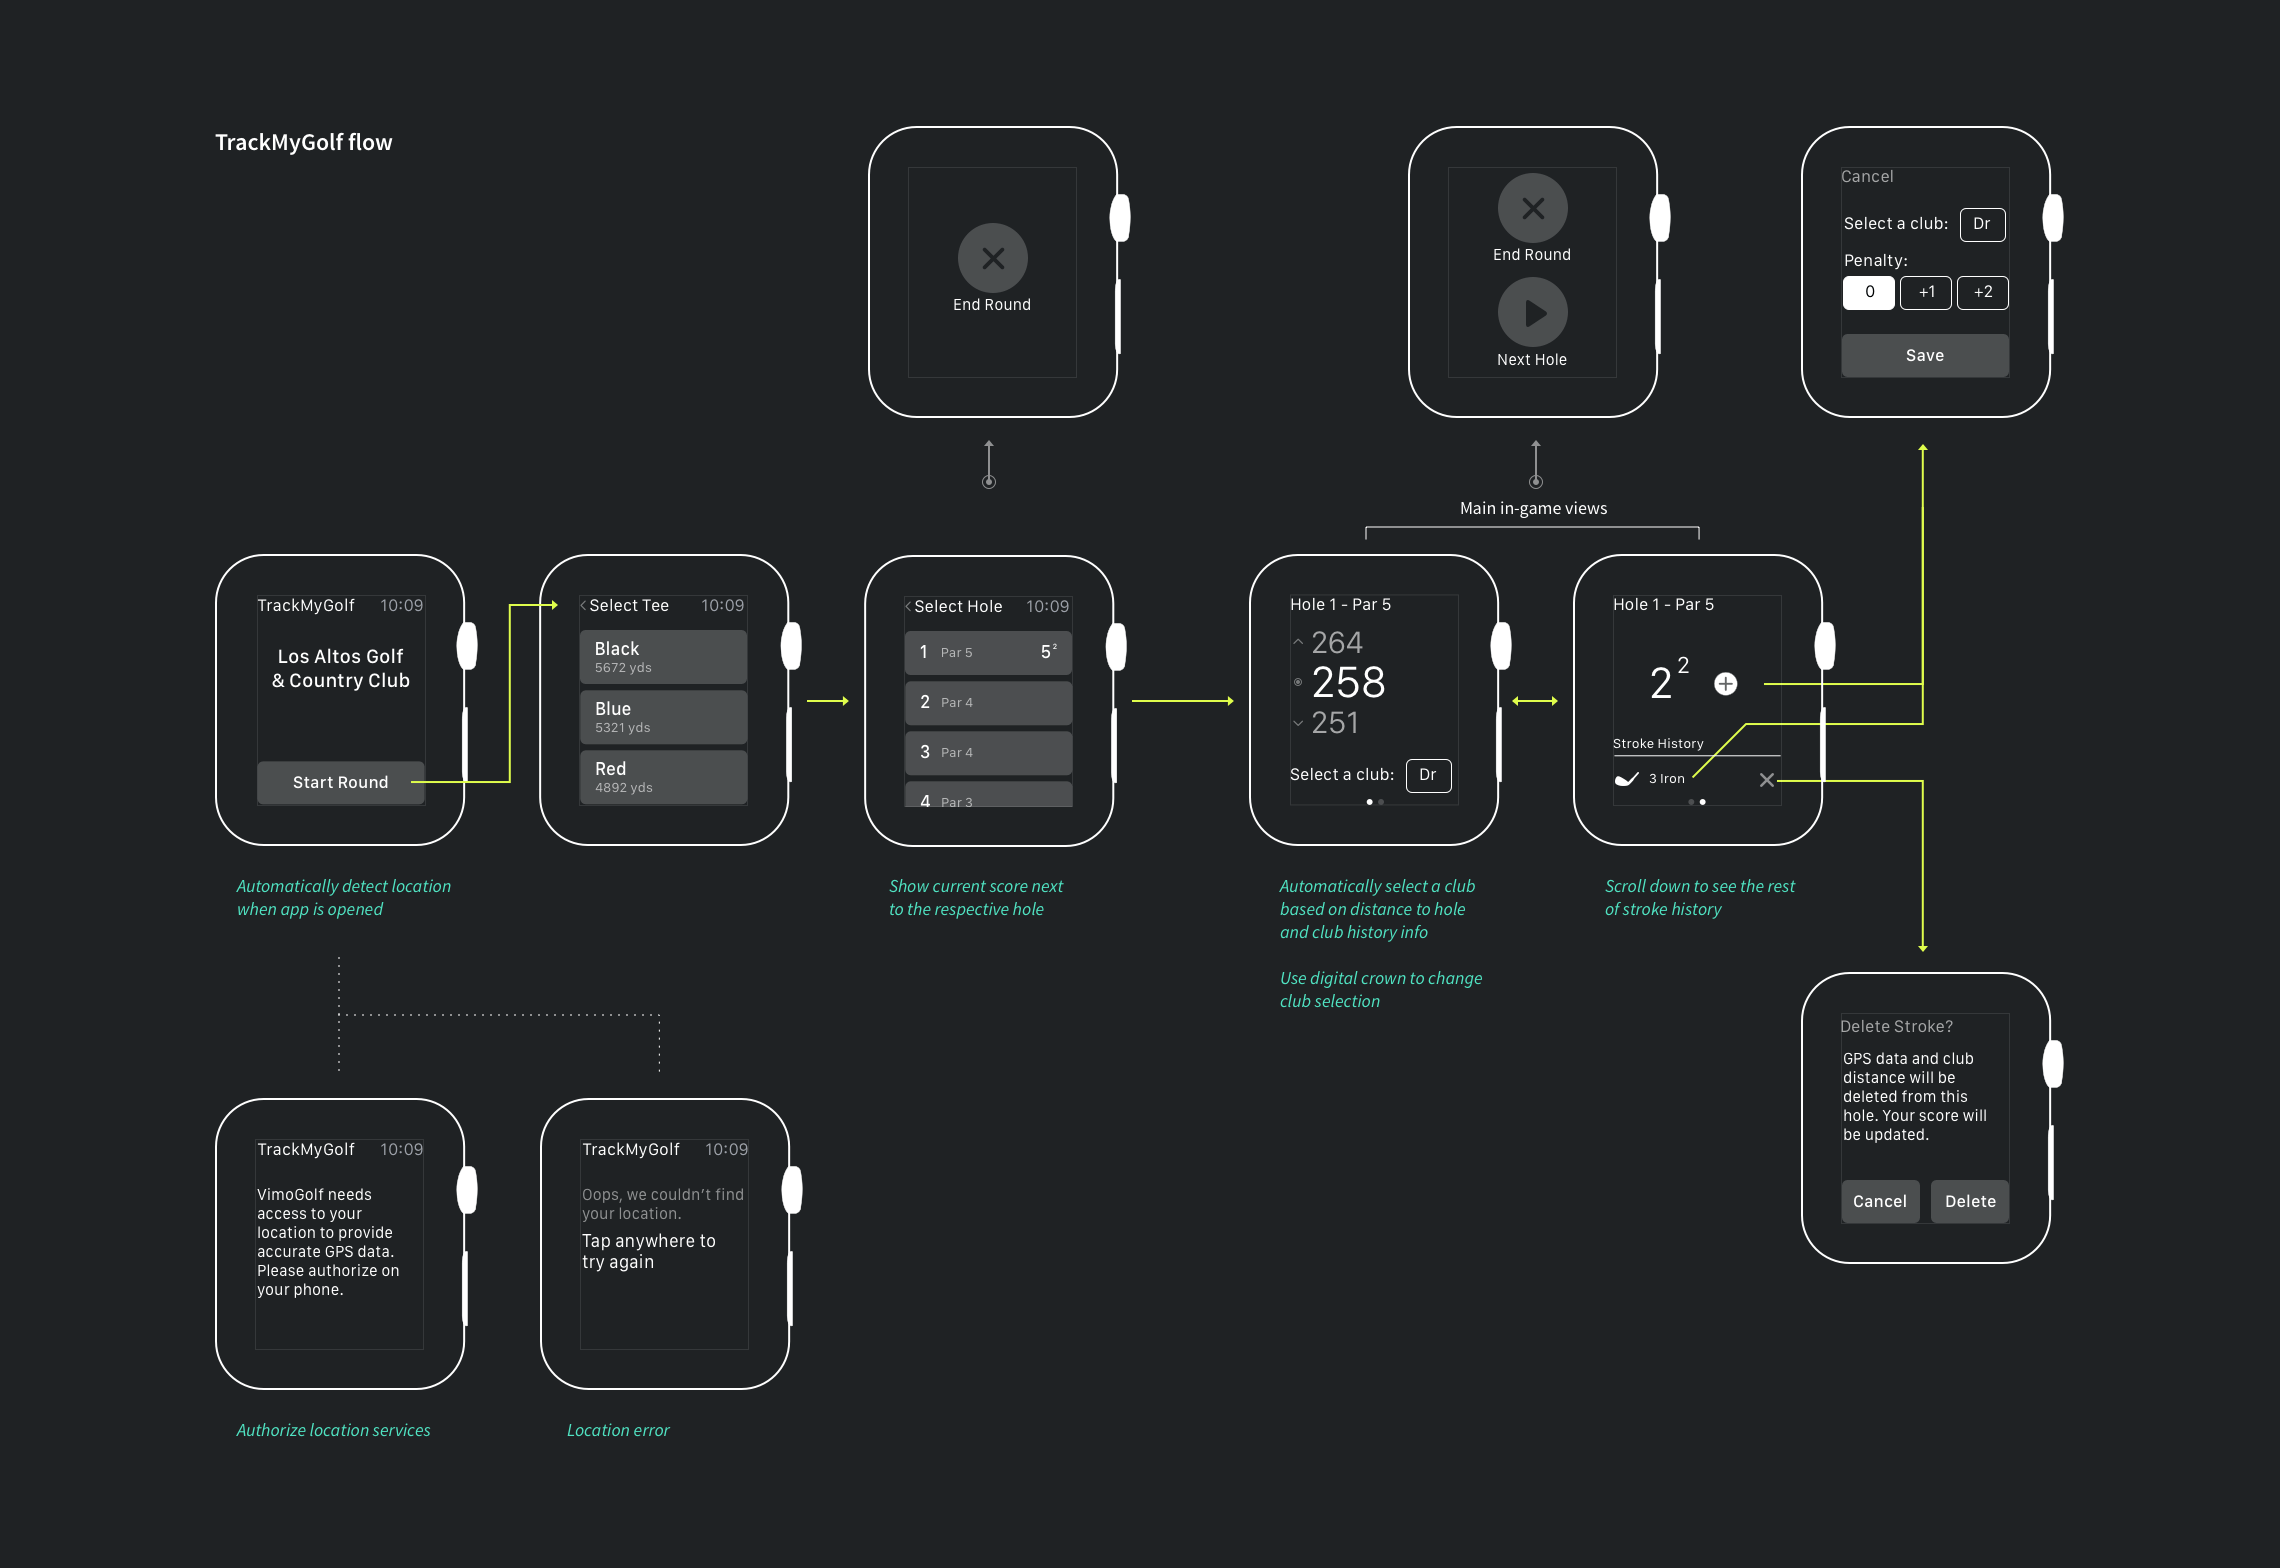 TrackMyGolf flow
End Round
End Round
Next Hole
Cancel
Select a club: Dr
Penalty:
0 +1 +2
Save
Main in-game views
TrackMyGolf 10:09
Los Altos Golf
& Country Club
Start Round
Automatically detect location
when app is opened
< Select Tee 10:09
Black
5672 yds
Blue
5321 yds
Red
4892 yds
< Select Hole 10:09
1 Par 5 5²
2 Par 4
3 Par 4
4 Par 3
Show current score next
to the respective hole
Hole 1 - Par 5
264
258
251
Select a club: Dr
Automatically select a club
based on distance to hole
and club history info
Use digital crown to change
club selection
Hole 1 - Par 5
2²
Stroke History
3 Iron
Scroll down to see the rest
of stroke history
TrackMyGolf 10:09
VimoGolf needs
access to your
location to provide
accurate GPS data.
Please authorize on
your phone.
Authorize location services
TrackMyGolf 10:09
Oops, we couldn’t find
your location.
Tap anywhere to
try again
Location error
Delete Stroke?
GPS data and club
distance will be
deleted from this
hole. Your score will
be updated.
Cancel Delete